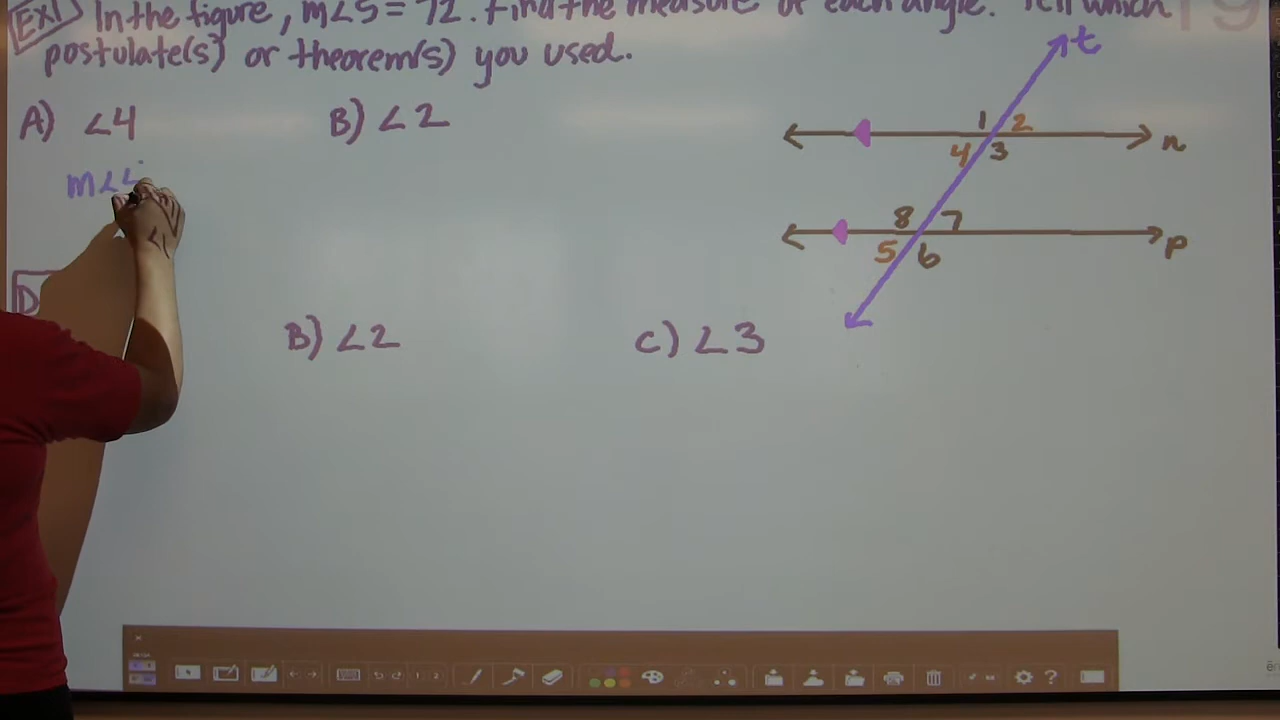 EX1 In the figure, m∠5 = 72. Find the measure of each angle. Tell which
postulate(s) or theorem(s) you used.
A) ∠4
B) ∠2
m∠4
D
B) ∠2
C) ∠3
t
1 2
n
4 3
8 7
p
5 6